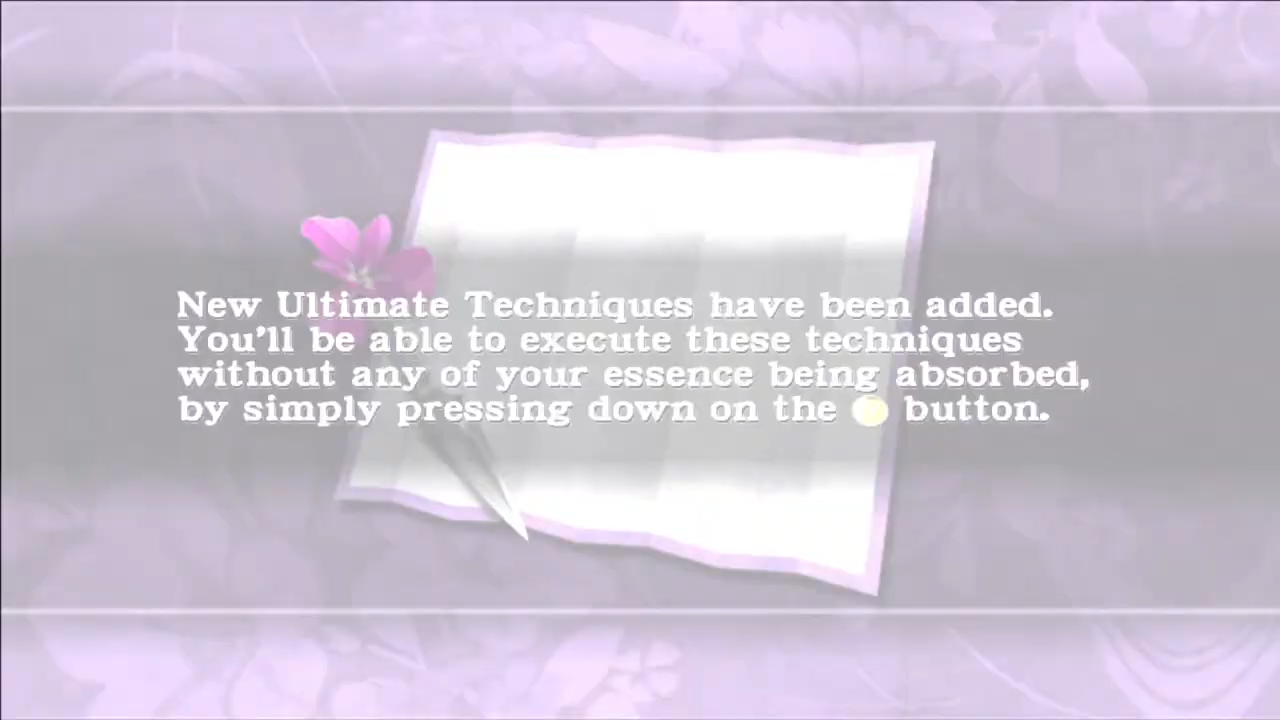 New Ultimate Techniques have been added.
You'll be able to execute these techniques
without any of your essence being absorbed,
by simply pressing down on the button.